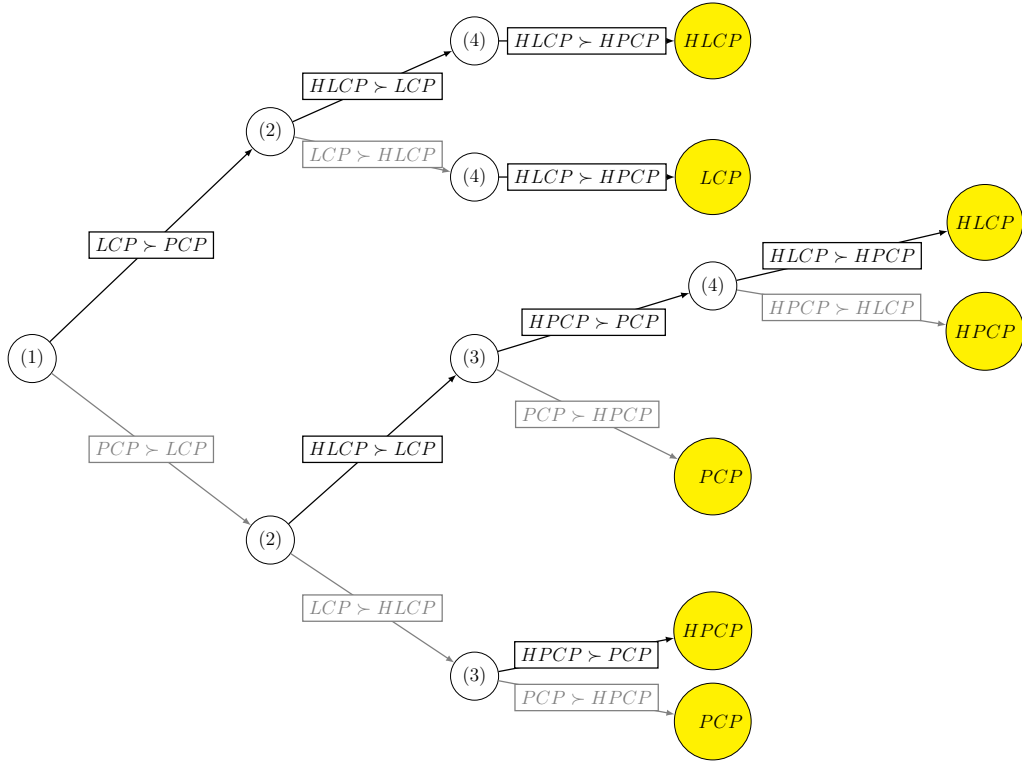 (4) HLCP ≻ HPCP HLCP
HLCP ≻ LCP
(2)
LCP ≻ HLCP
(4) HLCP ≻ HPCP LCP
HLCP
LCP ≻ PCP
HLCP ≻ HPCP
(4)
HPCP ≻ HLCP
HPCP ≻ PCP
HPCP
(1)
(3)
PCP ≻ HPCP
PCP ≻ LCP
HLCP ≻ LCP
PCP
(2)
LCP ≻ HLCP
HPCP
HPCP ≻ PCP
(3)
PCP ≻ HPCP
PCP